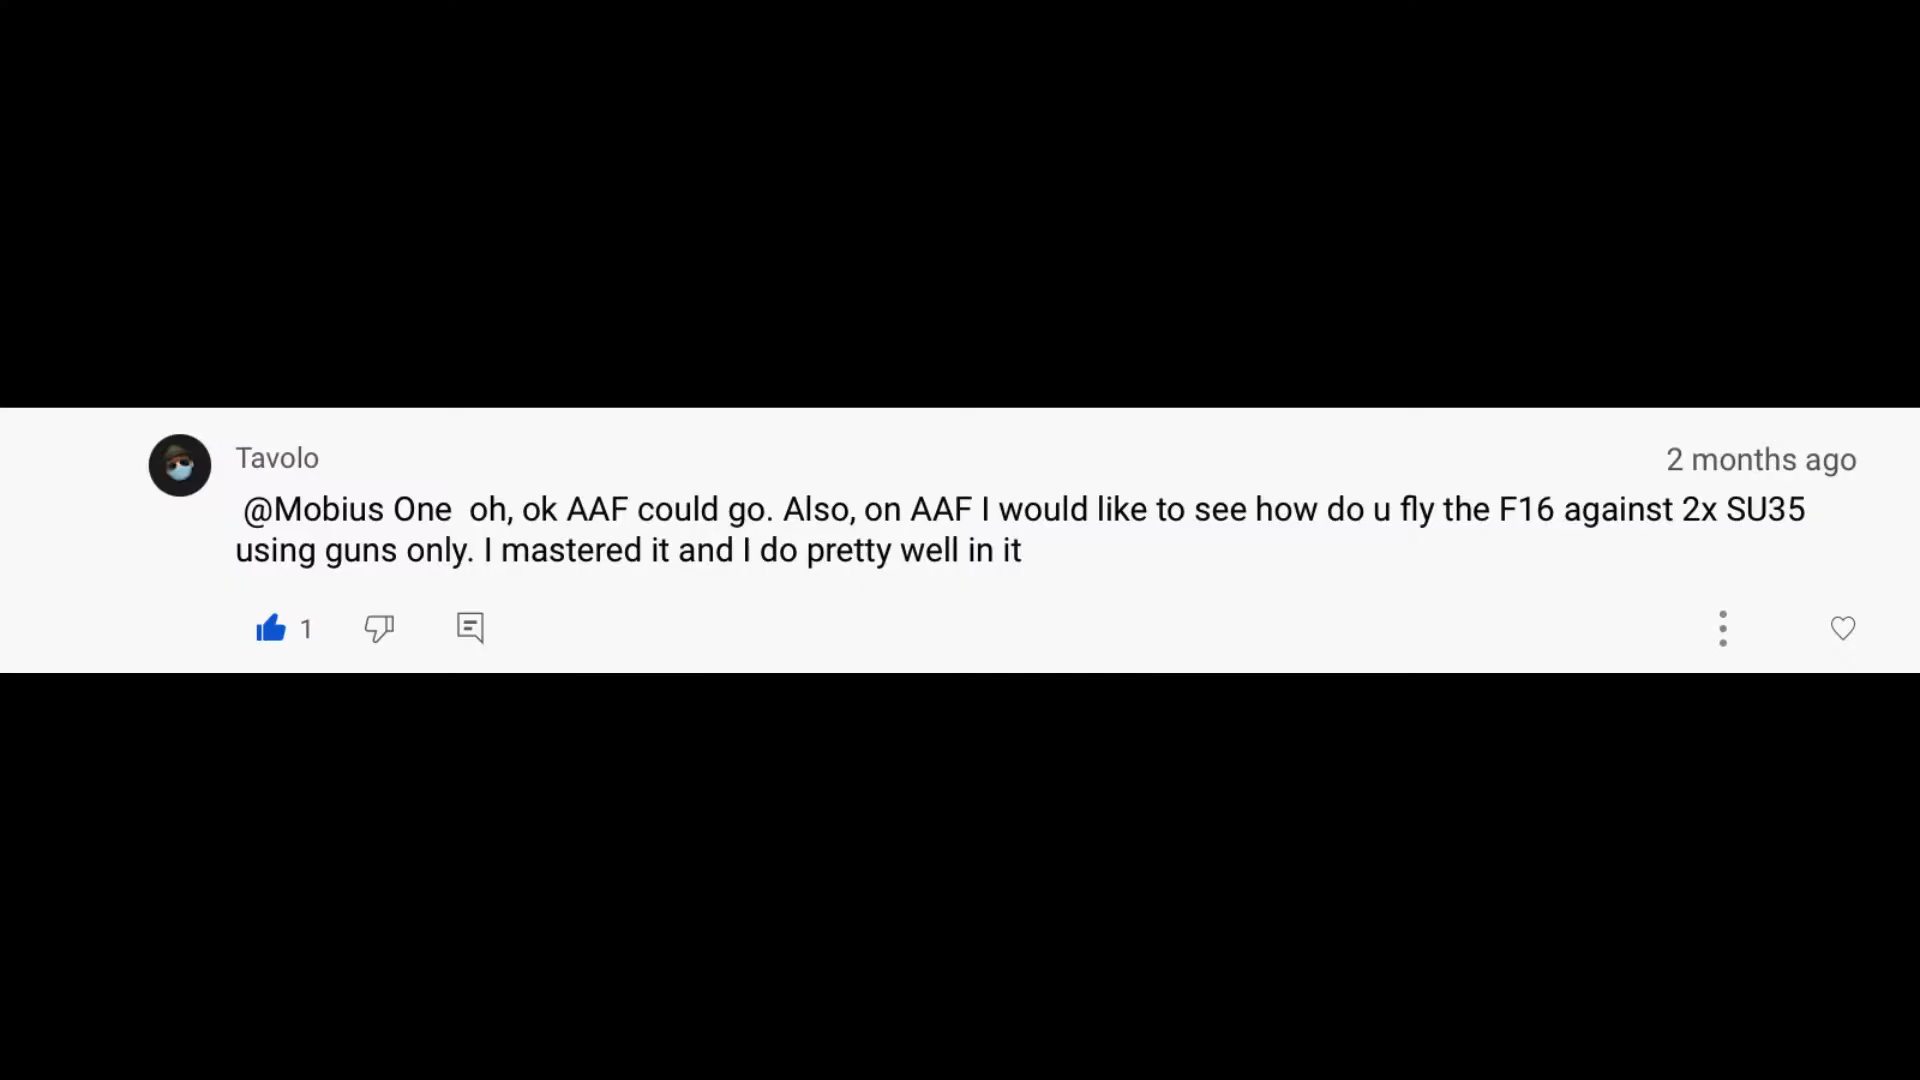 Tavolo
2 months ago
@Mobius One  oh, ok AAF could go. Also, on AAF I would like to see how do u fly the F16 against 2x SU35
using guns only. I mastered it and I do pretty well in it
1